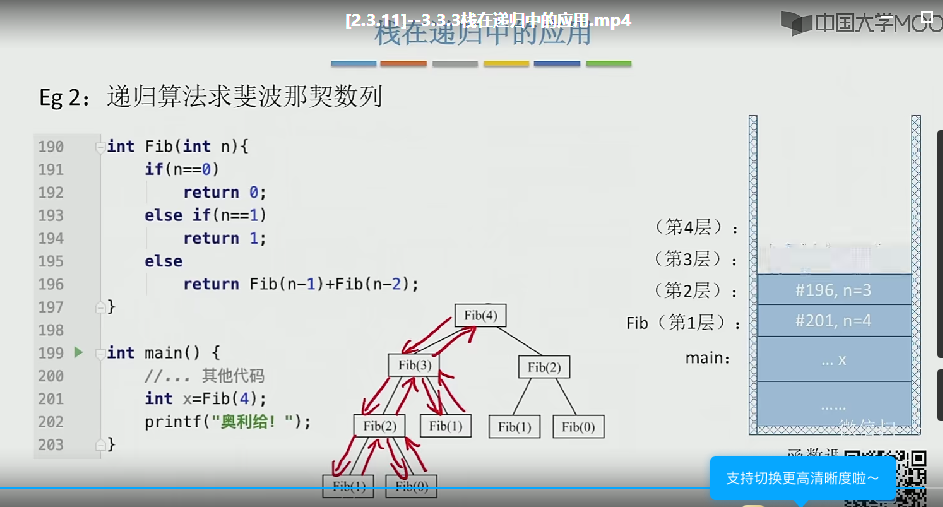 [2.3.11]--3.3.3栈在递归中的应用.mp4
中国大学MOO
栈在递归中的应用
Eg 2：递归算法求斐波那契数列
190 int Fib(int n){
191 if(n==0)
192 return 0;
193 else if(n==1)
194 return 1;
195 else
196 return Fib(n-1)+Fib(n-2);
197 }
198
199 int main() {
200 //... 其他代码
201 int x=Fib(4);
202 printf("奥利给! ");
203 }
Fib(4)
Fib(3)
Fib(2)
Fib(2)
Fib(1)
Fib(1)
Fib(0)
Fib(1)
Fib(0)
（第4层）：
（第3层）：
（第2层）： #196, n=3
Fib（第1层）： #201, n=4
main： ... x
......
支持切换更高清晰度啦～